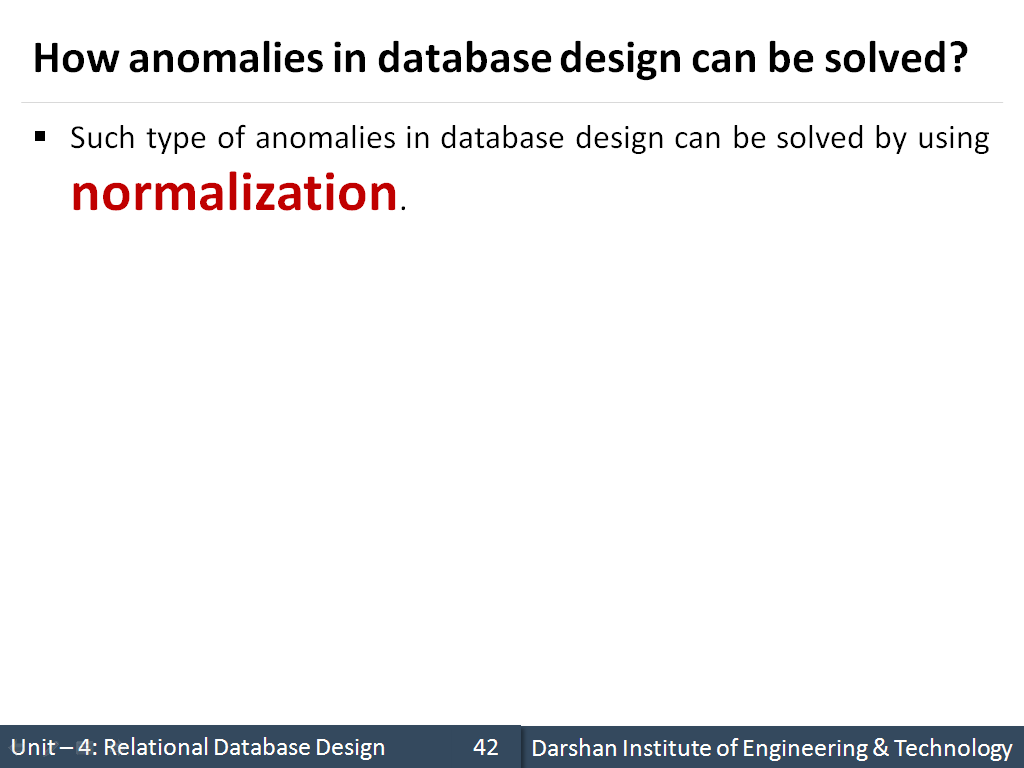 How anomalies in database design can be solved?
▪ Such type of anomalies in database design can be solved by using
normalization.
Unit – 4: Relational Database Design 42 Darshan Institute of Engineering & Technology